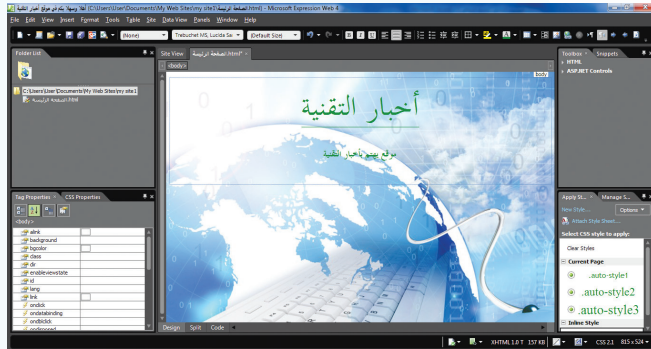 أهلا وسهلا بكم في موقع أخبار التقنية (C:\Users\User\Documents\My Web Sites\my site1\الصفحة الرئيسة.html) - Microsoft Expression Web 4
File Edit View Insert Format Tools Table Site Data View Panels Window Help
(None) Trebuchet MS, Lucida Sa (Default Size) B I U
Folder List
C:\Users\User\Documents\My Web Sites\my site1
الصفحة الرئيسة.html
Site View الصفحة الرئيسة.html*
<body>
body
أخبار التقنية
موقع يهتم بأخبار التقنية
Design Split Code
Tag Properties CSS Properties
<body>
alink
background
bgcolor
class
dir
enableviewstate
id
lang
link
onclick
ondatabinding
ondblclick
ondisposed
Toolbox Snippets
HTML
ASP.NET Controls
Apply St... Manage S...
New Style... Options
Attach Style Sheet...
Select CSS style to apply:
Clear Styles
Current Page
.auto-style1
.auto-style2
.auto-style3
Inline Style
XHTML 1.0 T 157 KB CSS 2.1 815 x 524